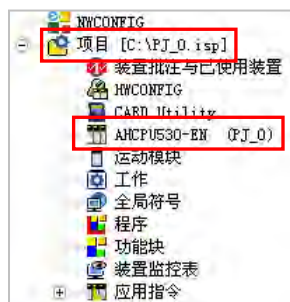 NWCONFIG
项目 [C:\PJ_0.isp]
装置批注与已使用装置
HWCONFIG
CARD Utility
AHCPU530-EN (PJ_0)
运动模块
工作
全局符号
程序
功能块
装置监控表
应用指令